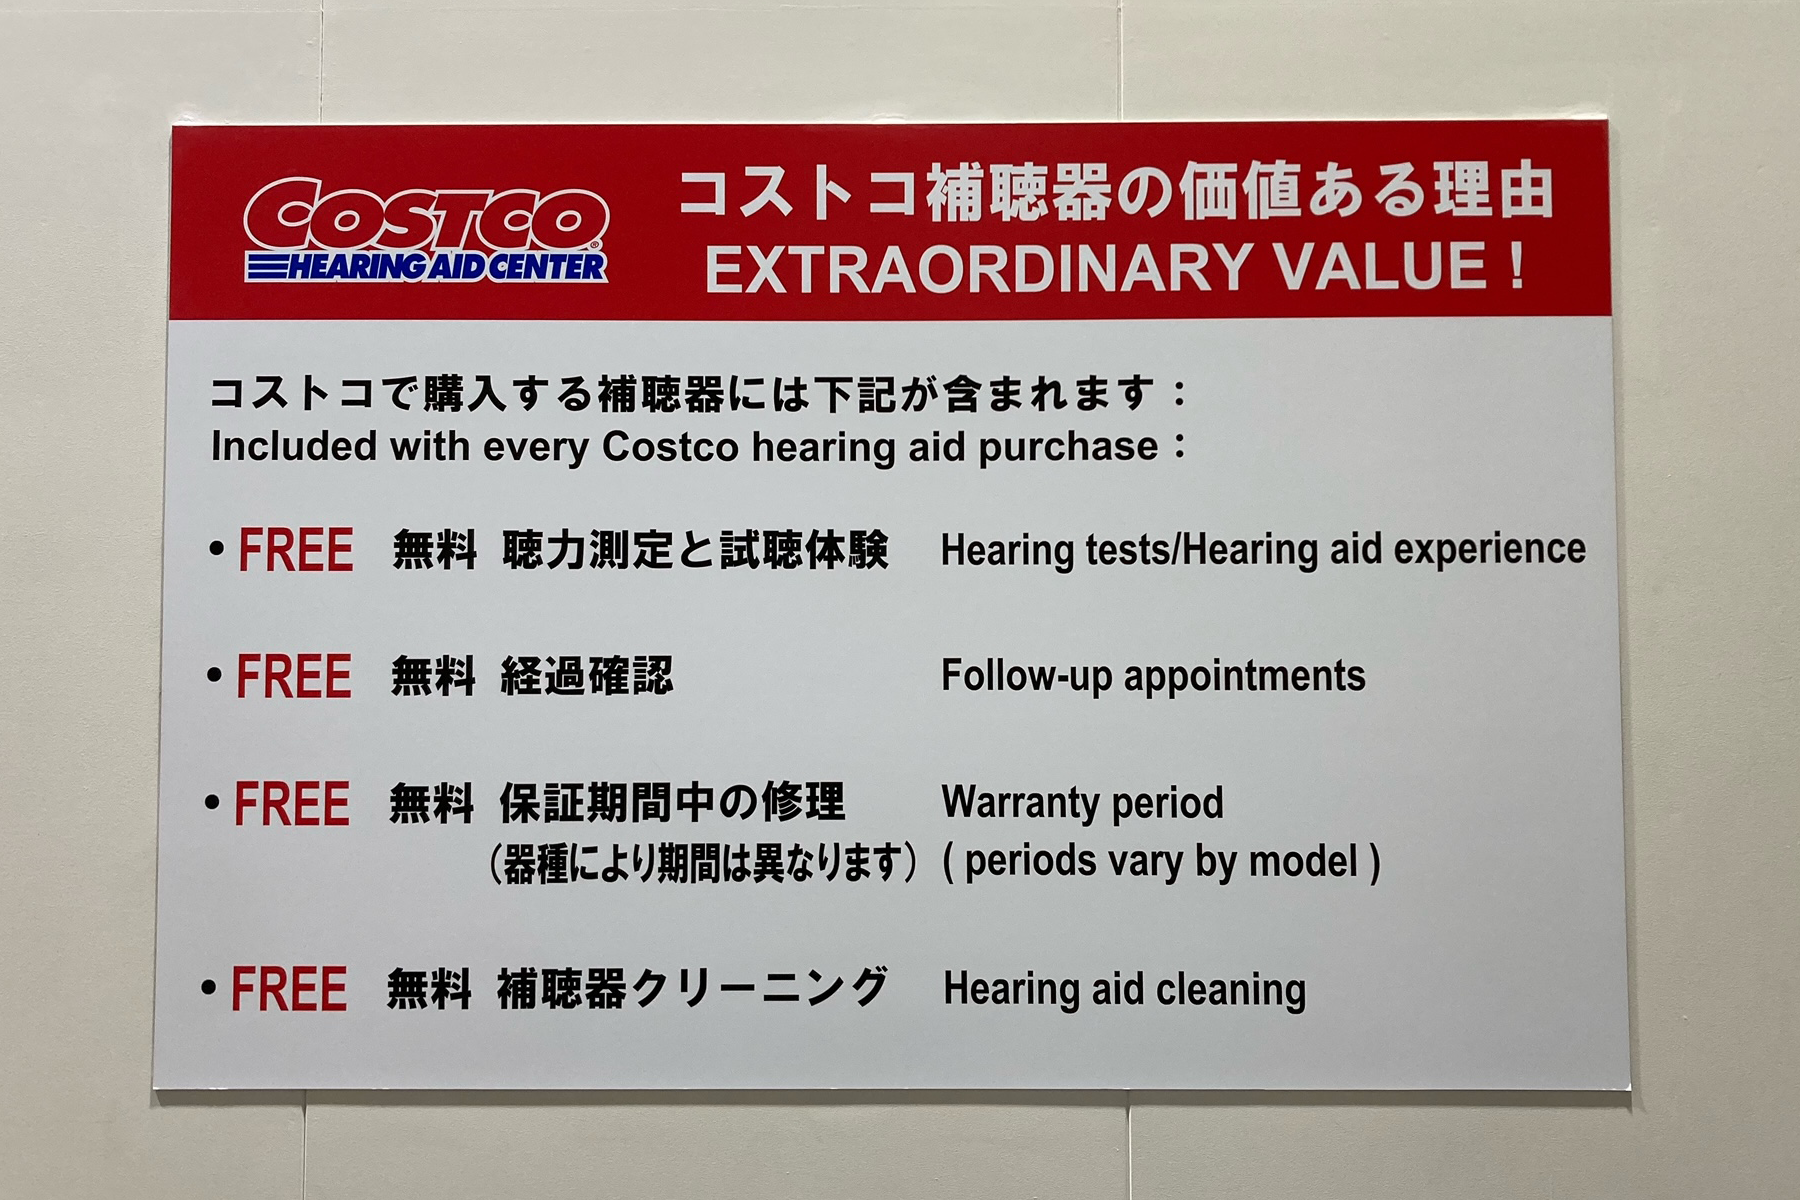 COSTCO®
HEARING AID CENTER
コストコ補聴器の価値ある理由
EXTRAORDINARY VALUE！
コストコで購入する補聴器には下記が含まれます：
Included with every Costco hearing aid purchase：
• FREE 無料 聴力測定と試聴体験 Hearing tests/Hearing aid experience
• FREE 無料 経過確認 Follow-up appointments
• FREE 無料 保証期間中の修理 Warranty period
（器種により期間は異なります） ( periods vary by model )
• FREE 無料 補聴器クリーニング Hearing aid cleaning